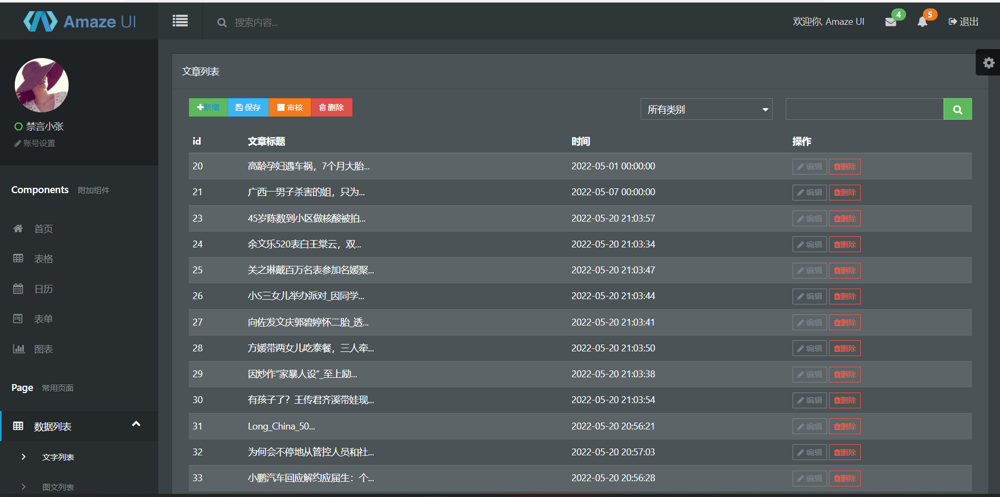 Amaze UI
搜索内容...
欢迎你, Amaze UI
4
5
退出
禁言小张
账号设置
Components 附加组件
首页
表格
日历
表单
图表
Page 常用页面
数据列表
文字列表
图文列表
文章列表
新增 保存 审核 删除
所有类别
id 文章标题 时间 操作
20 高龄孕妇遇车祸，7个月大胎... 2022-05-01 00:00:00 编辑 删除
21 广西一男子杀害的姐，只为... 2022-05-07 00:00:00 编辑 删除
23 45岁陈数到小区做核酸被拍... 2022-05-20 21:03:57 编辑 删除
24 余文乐520表白王棠云，双... 2022-05-20 21:03:34 编辑 删除
25 关之琳戴百万名表参加名媛聚... 2022-05-20 21:03:47 编辑 删除
26 小S三女儿举办派对_因同学... 2022-05-20 21:03:44 编辑 删除
27 向佐发文庆郭碧婷怀二胎_透... 2022-05-20 21:03:41 编辑 删除
28 方媛带两女儿吃泰餐，三人牵... 2022-05-20 21:03:50 编辑 删除
29 因炒作“家暴人设”_至上励... 2022-05-20 21:03:38 编辑 删除
30 有孩子了？王传君齐溪带娃现... 2022-05-20 21:03:54 编辑 删除
31 Long_China_50... 2022-05-20 20:56:21 编辑 删除
32 为何会不停地从管控人员和社... 2022-05-20 20:57:03 编辑 删除
33 小鹏汽车回应解约应届生：个... 2022-05-20 20:56:28 编辑 删除